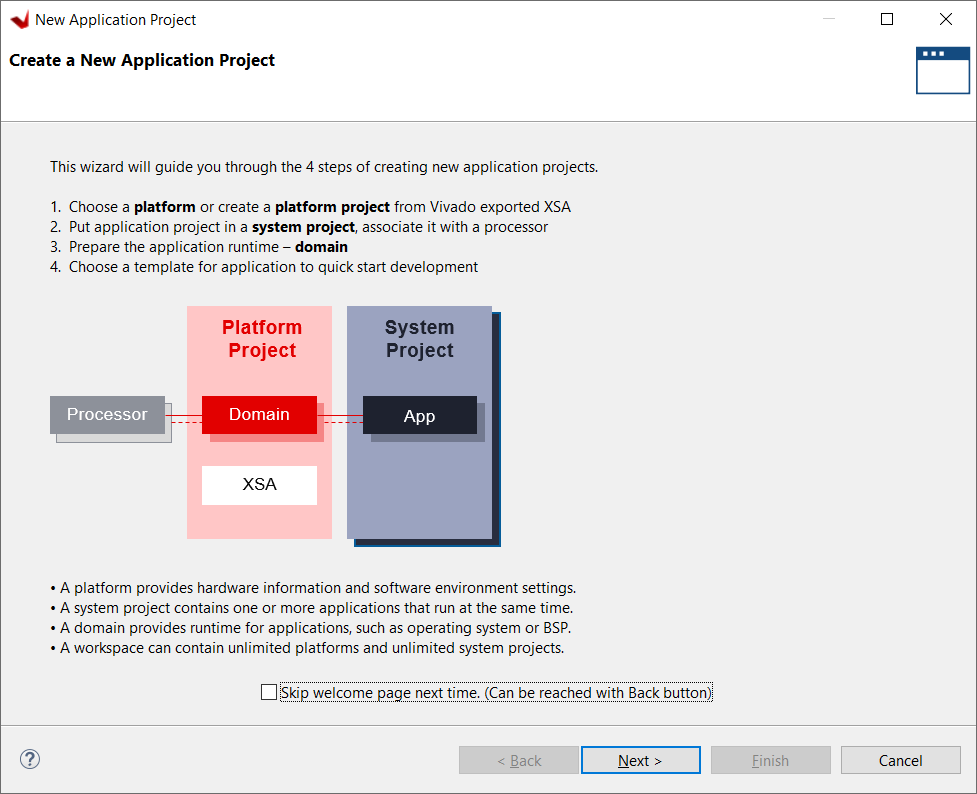 New Application Project
Create a New Application Project
This wizard will guide you through the 4 steps of creating new application projects.
1. Choose a platform or create a platform project from Vivado exported XSA
2. Put application project in a system project, associate it with a processor
3. Prepare the application runtime – domain
4. Choose a template for application to quick start development
Platform
Project
System
Project
Processor
Domain
App
XSA
• A platform provides hardware information and software environment settings.
• A system project contains one or more applications that run at the same time.
• A domain provides runtime for applications, such as operating system or BSP.
• A workspace can contain unlimited platforms and unlimited system projects.
Skip welcome page next time. (Can be reached with Back button)
?
< Back
Next >
Finish
Cancel